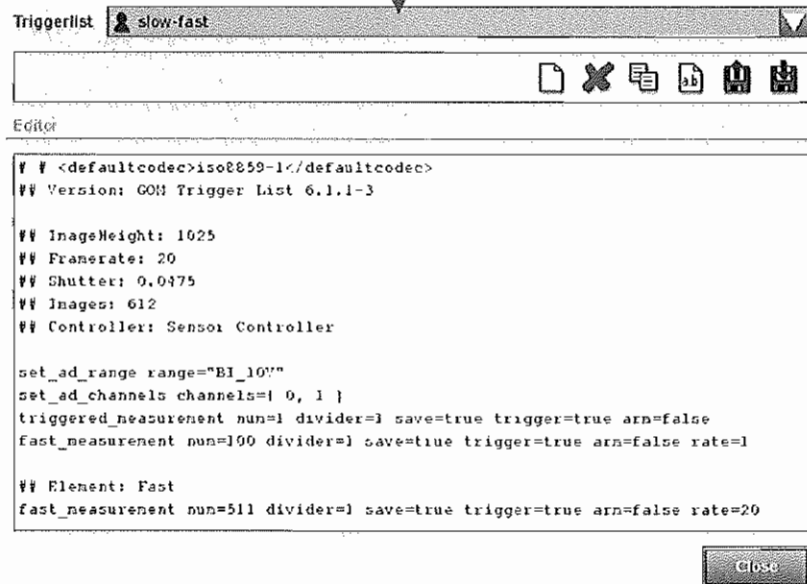 Triggerlist slow-fast
ab
Editor
# # <defaultcodec>iso8859-1</defaultcodec>
## Version: GOM Trigger List 6.1.1-3
## ImageHeight: 1025
## Framerate: 20
## Shutter: 0.0475
## Images: 612
## Controller: Sensor Controller
set_ad_range range="BI_10V"
set_ad_channels channels={ 0, 1 }
triggered_measurement num=1 divider=1 save=true trigger=true arm=false
fast_measurement num=100 divider=1 save=true trigger=true arm=false rate=1
## Element: Fast
fast_measurement num=511 divider=1 save=true trigger=true arm=false rate=20
Close